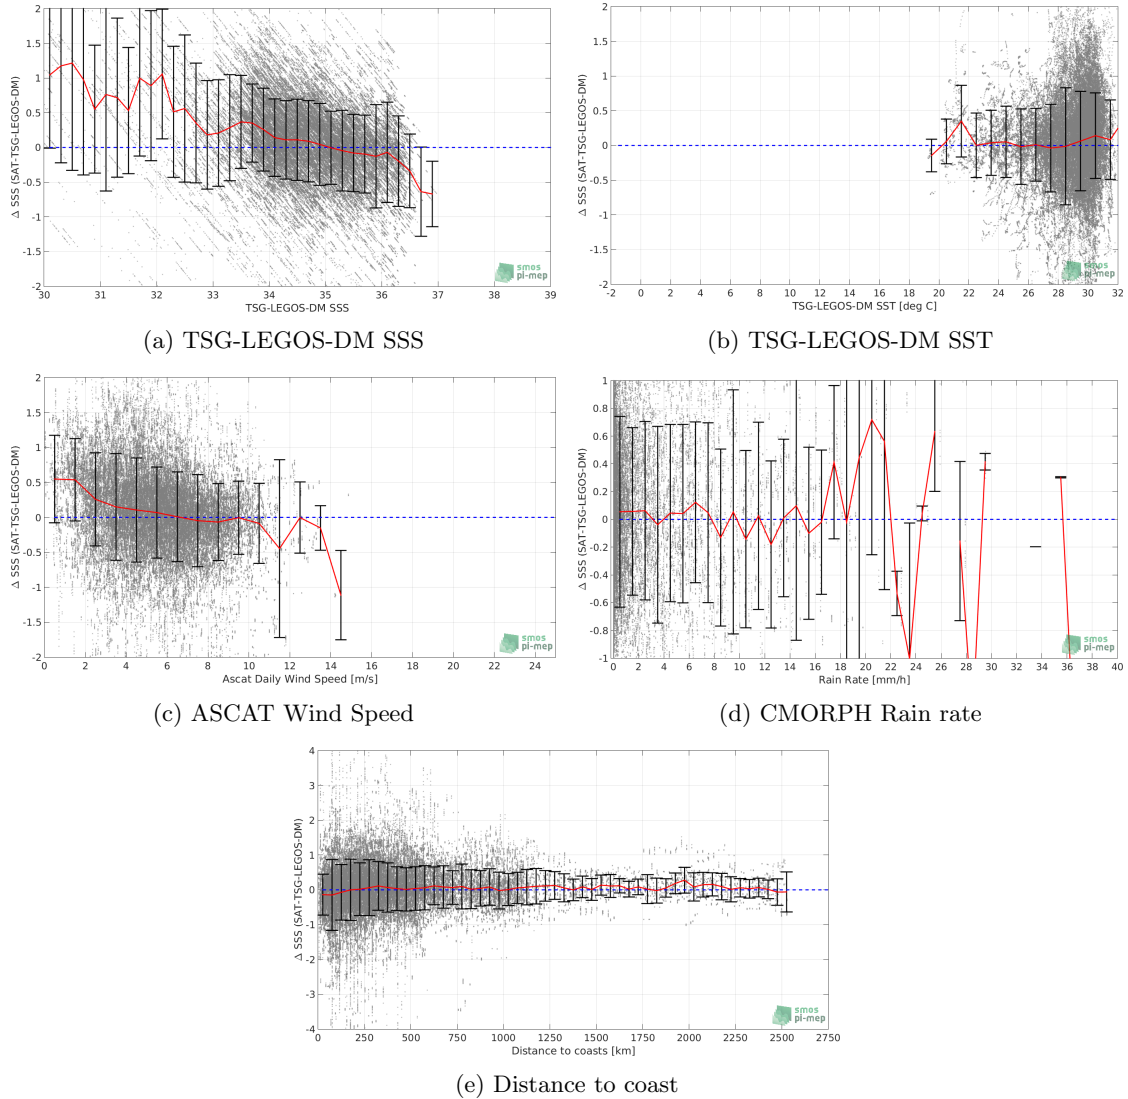 2
1.5
1
0.5
0
-0.5
-1
-1.5
-2
Δ SSS (SAT-TSG-LEGOS-DM)
30 31 32 33 34 35 36 37 38 39
TSG-LEGOS-DM SSS
smos
pi-mep
(a) TSG-LEGOS-DM SSS
2
1.5
1
0.5
0
-0.5
-1
-1.5
-2
Δ SSS (SAT-TSG-LEGOS-DM)
-2 0 2 4 6 8 10 12 14 16 18 20 22 24 26 28 30 32
TSG-LEGOS-DM SST [deg C]
smos
pi-mep
(b) TSG-LEGOS-DM SST
2
1.5
1
0.5
0
-0.5
-1
-1.5
-2
Δ SSS (SAT-TSG-LEGOS-DM)
0 2 4 6 8 10 12 14 16 18 20 22 24
Ascat Daily Wind Speed [m/s]
smos
pi-mep
(c) ASCAT Wind Speed
1
0.8
0.6
0.4
0.2
0
-0.2
-0.4
-0.6
-0.8
-1
Δ SSS (SAT-TSG-LEGOS-DM)
0 2 4 6 8 10 12 14 16 18 20 22 24 26 28 30 32 34 36 38 40
Rain Rate [mm/h]
smos
pi-mep
(d) CMORPH Rain rate
4
3
2
1
0
-1
-2
-3
-4
Δ SSS (SAT-TSG-LEGOS-DM)
0 250 500 750 1000 1250 1500 1750 2000 2250 2500 2750
Distance to coasts [km]
smos
pi-mep
(e) Distance to coast